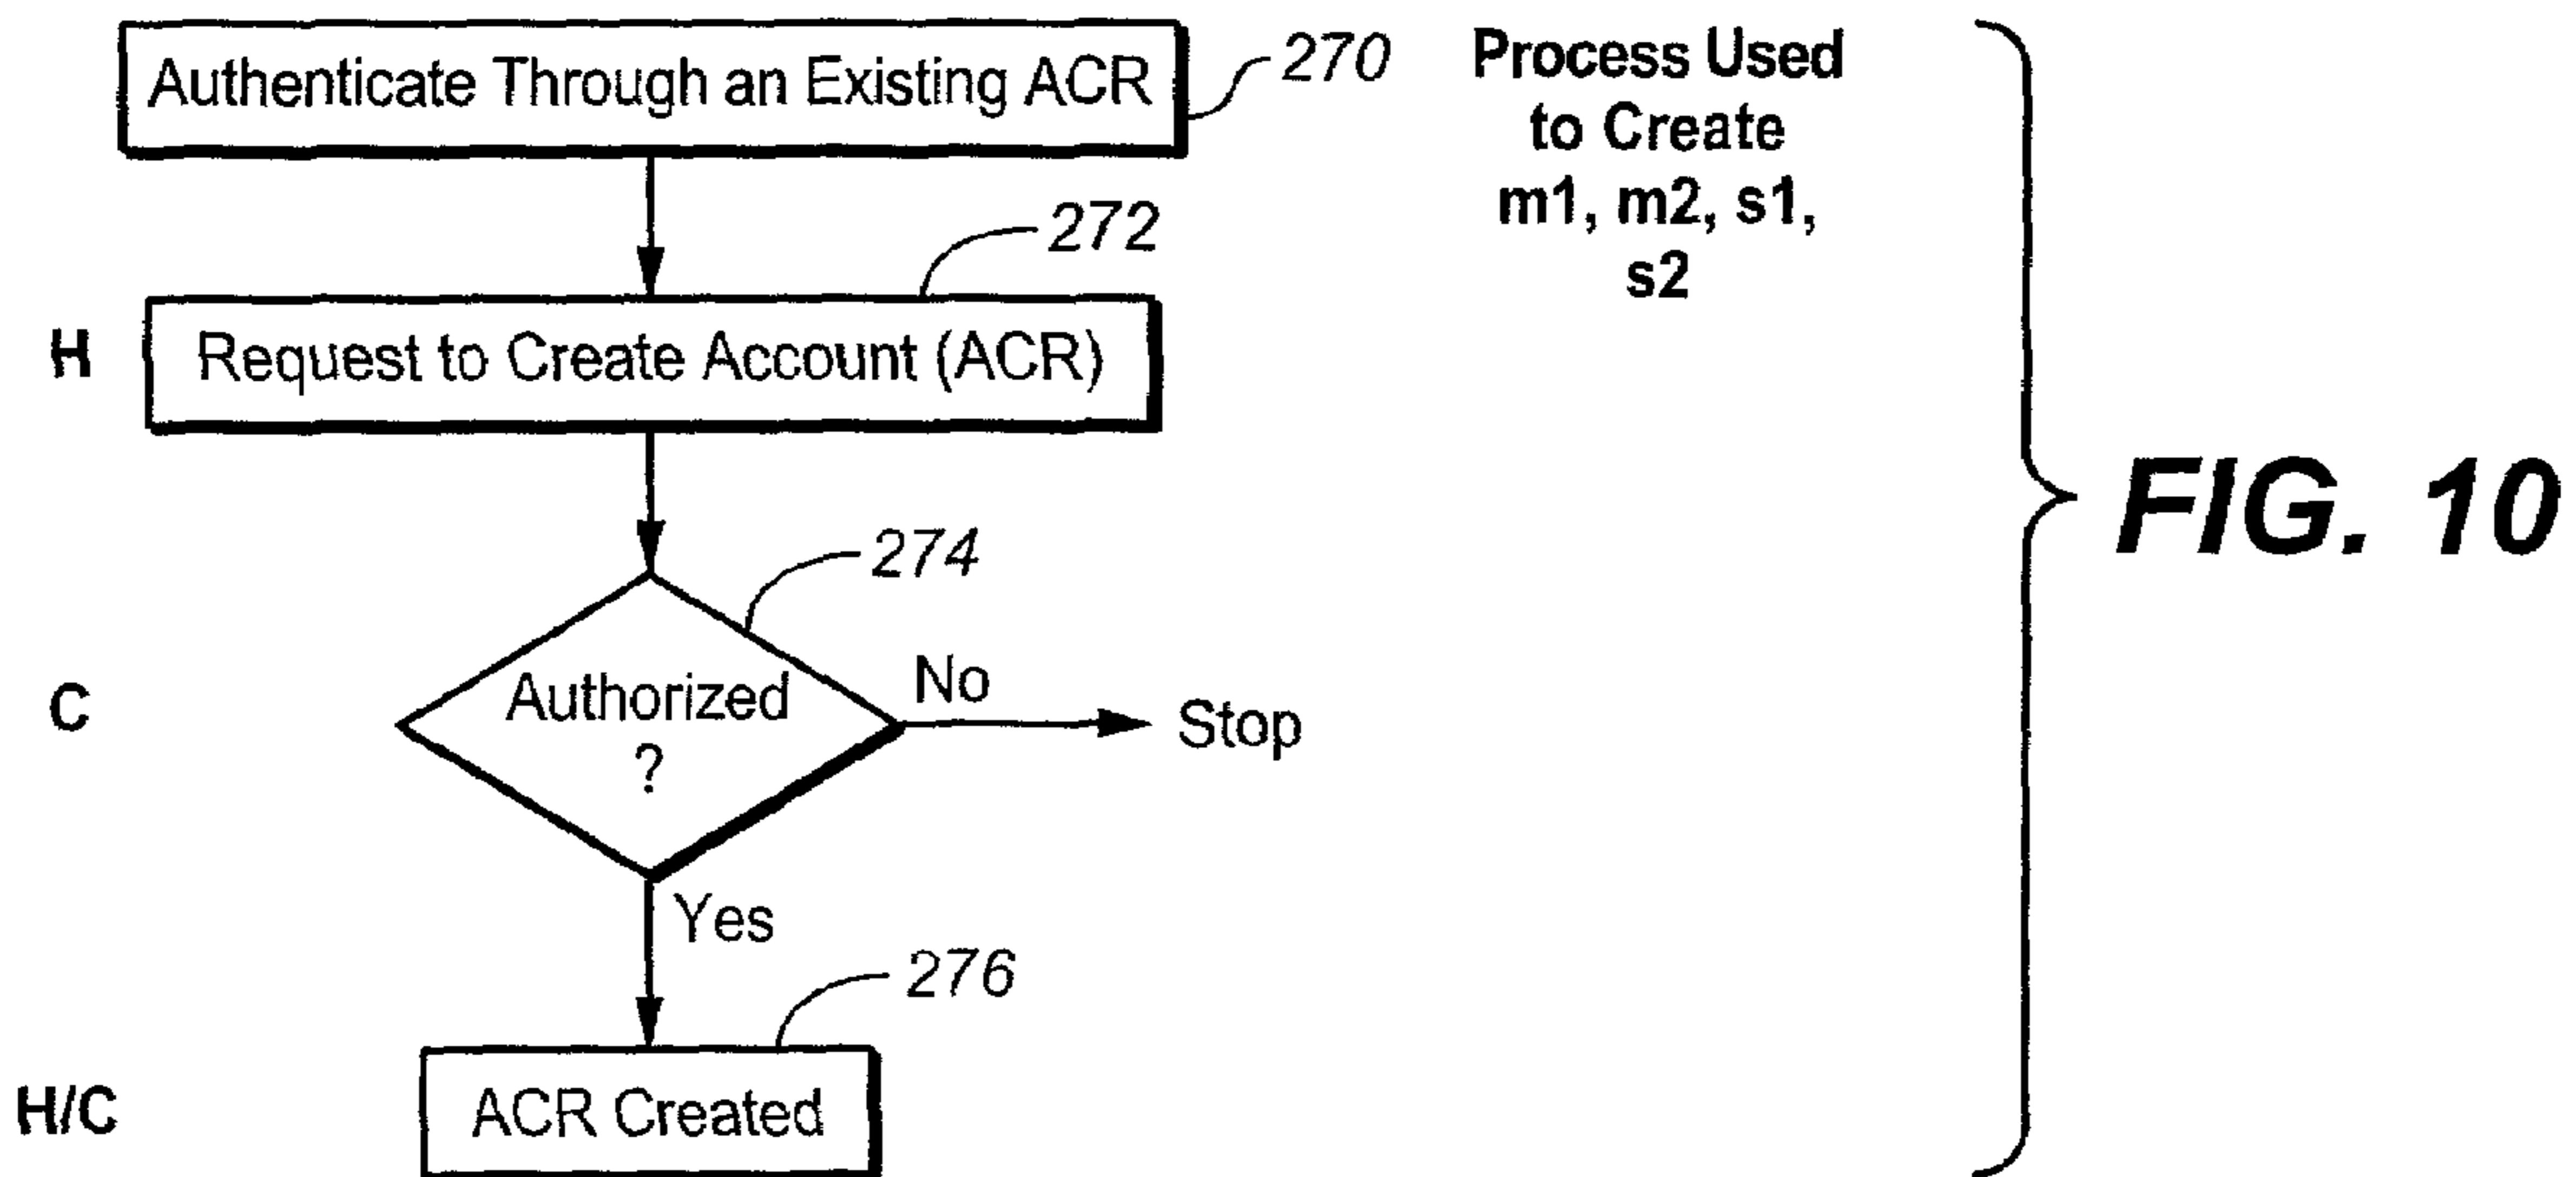 Authenticate Through an Existing ACR
270
Process Used
to Create
m1, m2, s1,
s2
272
H
Request to Create Account (ACR)
FIG. 10
274
C
Authorized
?
No
Stop
Yes
276
H/C
ACR Created